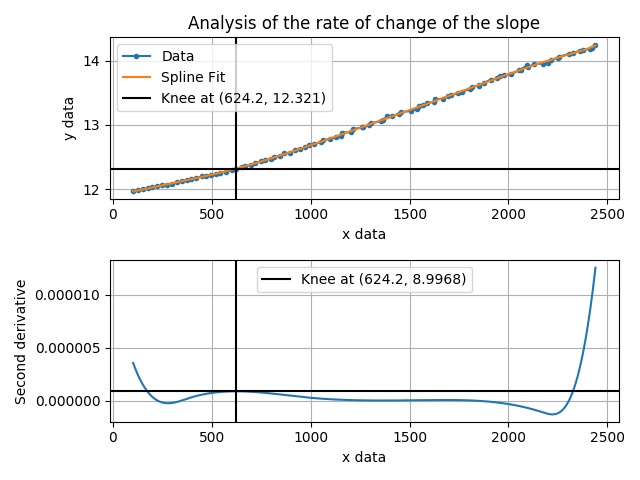 Analysis of the rate of change of the slope
Data
Spline Fit
Knee at (624.2, 12.321)
y data
14
13
12
0 500 1000 1500 2000 2500
x data
Knee at (624.2, 8.9968)
Second derivative
0.000010
0.000005
0.000000
0 500 1000 1500 2000 2500
x data